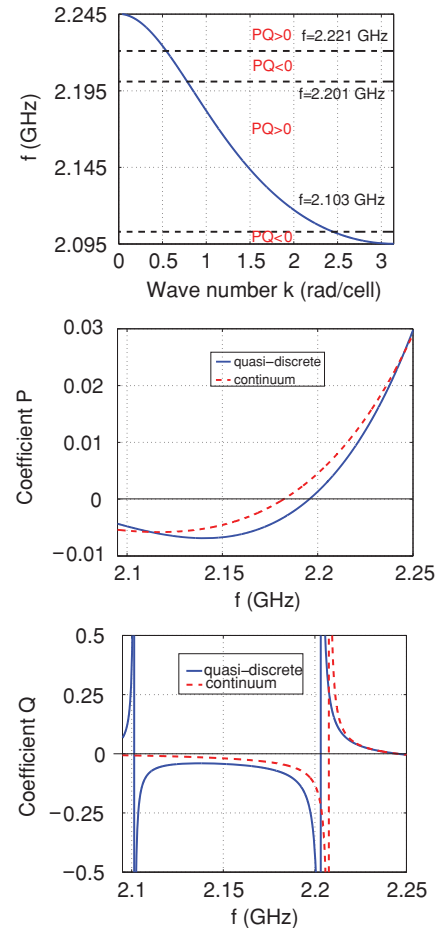 2.245
PQ>0
f=2.221 GHz
PQ<0
2.195
f=2.201 GHz
f (GHz)
PQ>0
2.145
f=2.103 GHz
PQ<0
2.095
0 0.5 1 1.5 2 2.5 3
Wave number k (rad/cell)
0.03
quasi-discrete
continuum
0.02
Coefficient P
0.01
0
−0.01
2.1 2.15 2.2 2.25
f (GHz)
0.5
quasi-discrete
continuum
0.25
Coefficient Q
0
−0.25
−0.5
2.1 2.15 2.2 2.25
f (GHz)